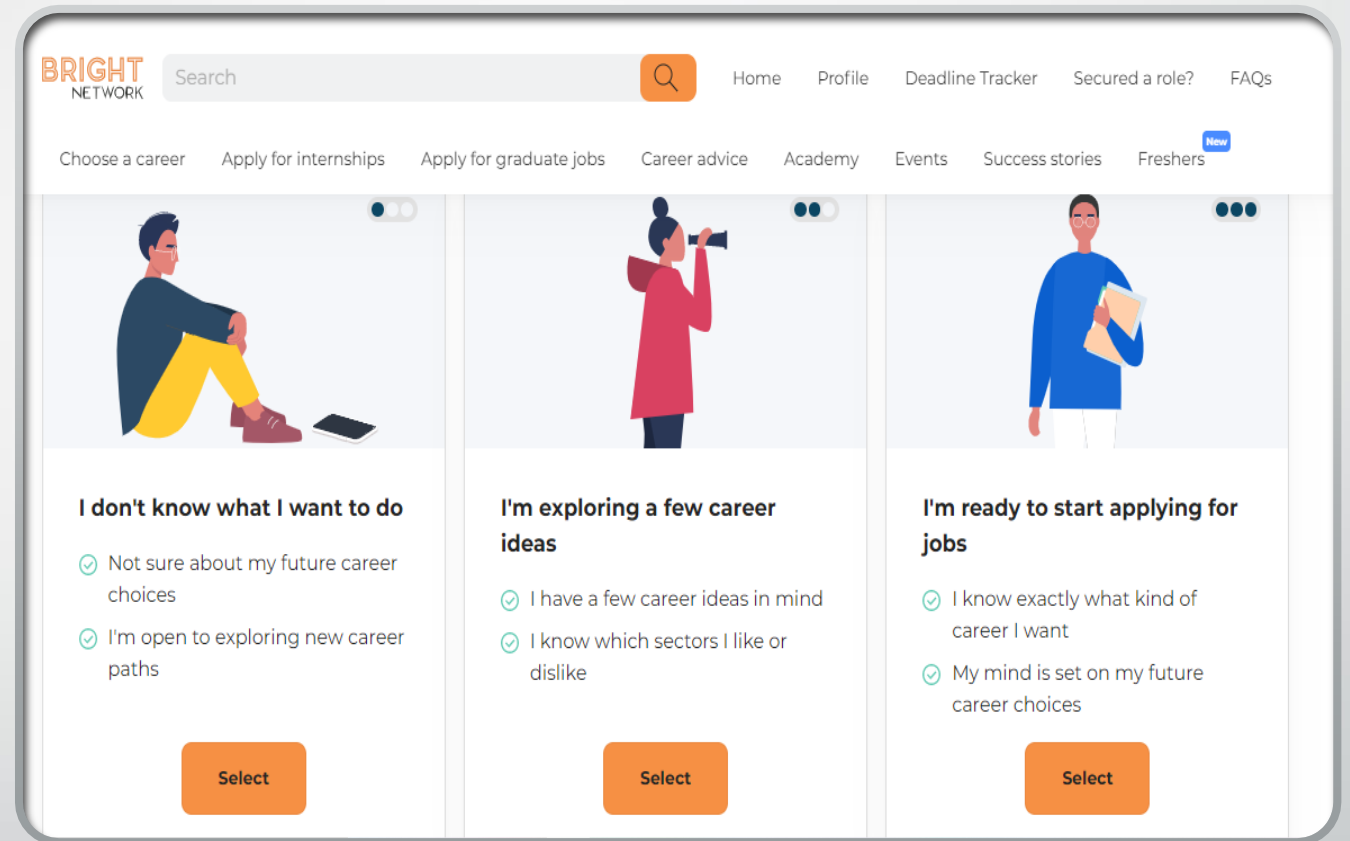 BRIGHT
NETWORK
Search
Home Profile Deadline Tracker Secured a role? FAQs
Choose a career Apply for internships Apply for graduate jobs Career advice Academy Events Success stories Freshers New
I don't know what I want to do
Not sure about my future career
choices
I'm open to exploring new career
paths
Select
I'm exploring a few career
ideas
I have a few career ideas in mind
I know which sectors I like or
dislike
Select
I'm ready to start applying for
jobs
I know exactly what kind of
career I want
My mind is set on my future
career choices
Select